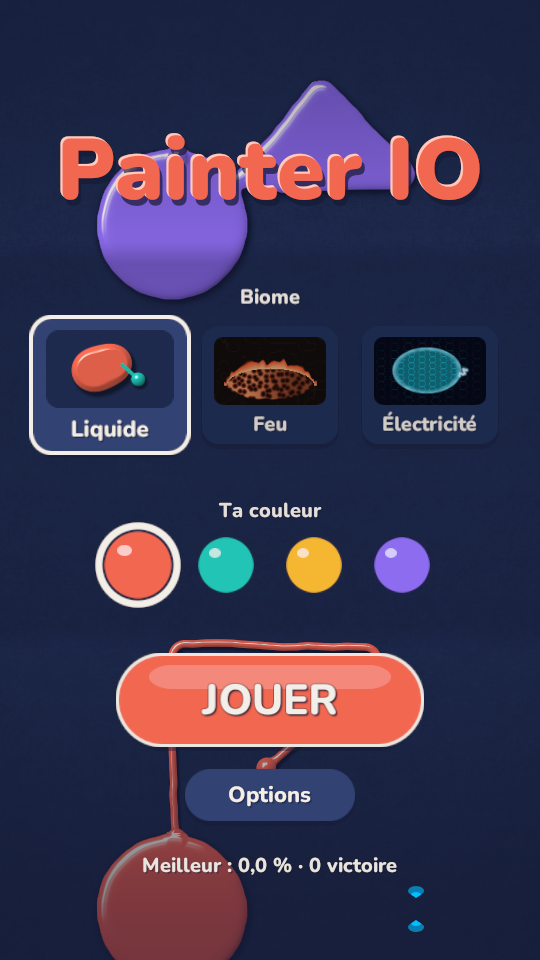 Painter IO
Biome
Liquide
Feu
Électricité
Ta couleur
JOUER
Options
Meilleur : 0,0 % · 0 victoire